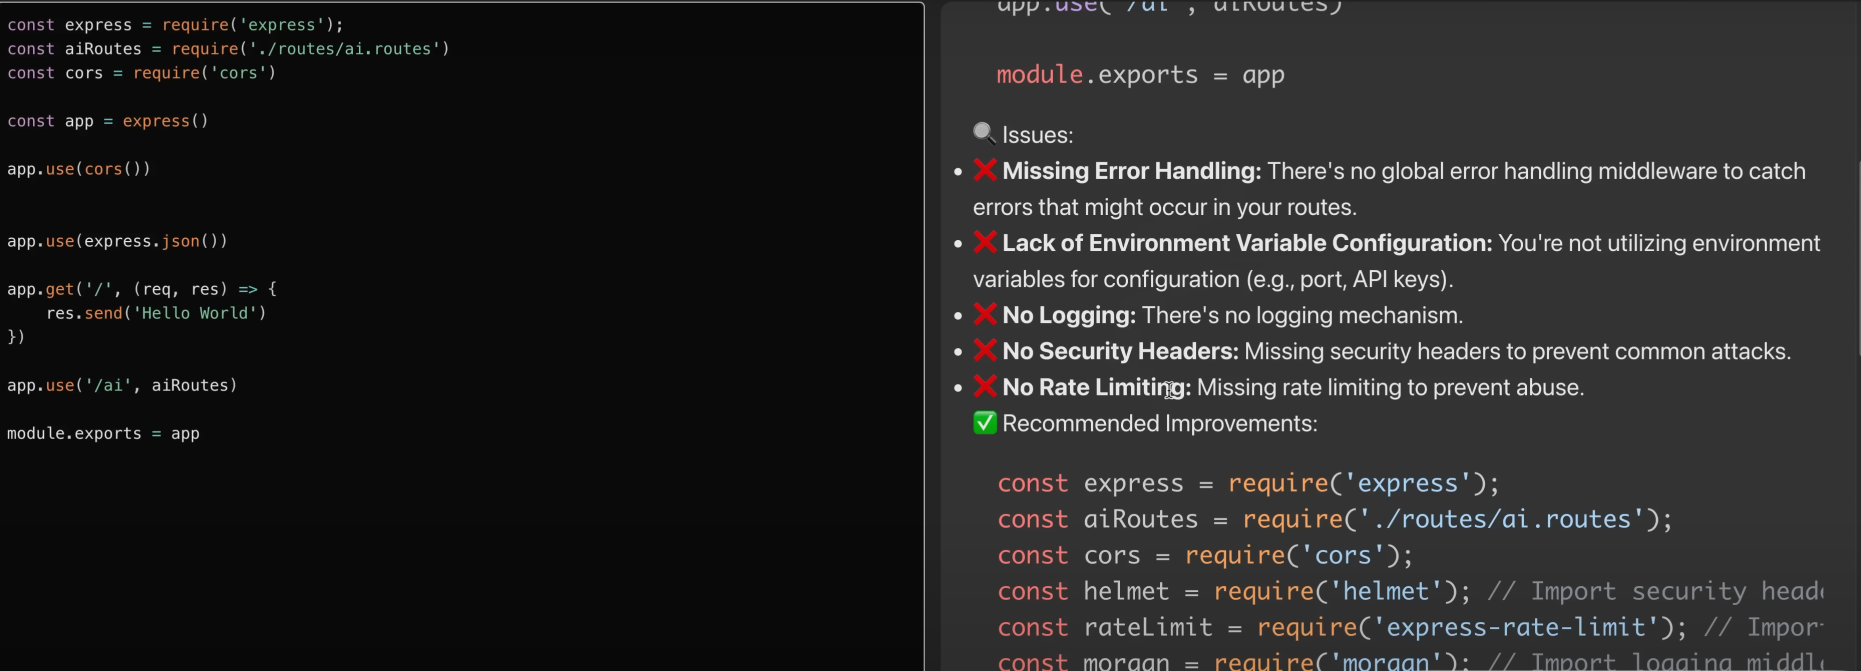 const express = require('express');
const aiRoutes = require('./routes/ai.routes')
const cors = require('cors')

const app = express()

app.use(cors())


app.use(express.json())

app.get('/', (req, res) => {
    res.send('Hello World')
})

app.use('/ai', aiRoutes)

module.exports = app

app.use('/ai', aiRoutes)

module.exports = app
🔍 Issues:
• ❌ Missing Error Handling: There's no global error handling middleware to catch
errors that might occur in your routes.
• ❌ Lack of Environment Variable Configuration: You're not utilizing environment
variables for configuration (e.g., port, API keys).
• ❌ No Logging: There's no logging mechanism.
• ❌ No Security Headers: Missing security headers to prevent common attacks.
• ❌ No Rate Limiting: Missing rate limiting to prevent abuse.
✅ Recommended Improvements:

const express = require('express');
const aiRoutes = require('./routes/ai.routes');
const cors = require('cors');
const helmet = require('helmet'); // Import security
const rateLimit = require('express-rate-limit'); //
const morgan = require('morgan'); // Import logging